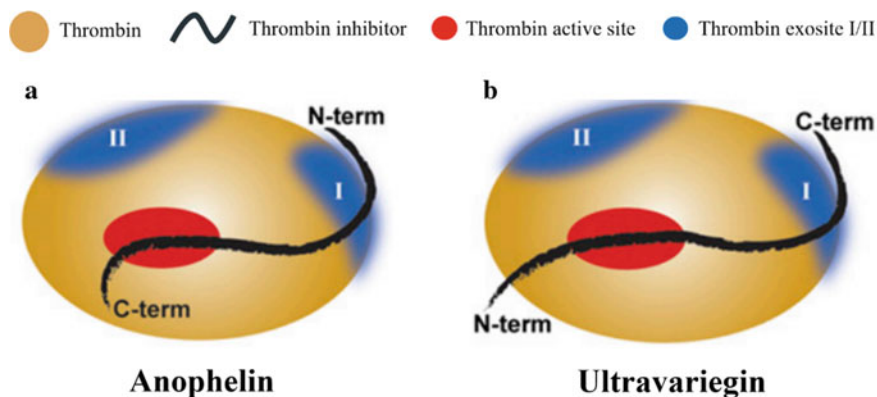 Thrombin Thrombin inhibitor Thrombin active site Thrombin exosite I/II
a
N-term
II
I
C-term
Anophelin
b
C-term
II
I
N-term
Ultravariegin